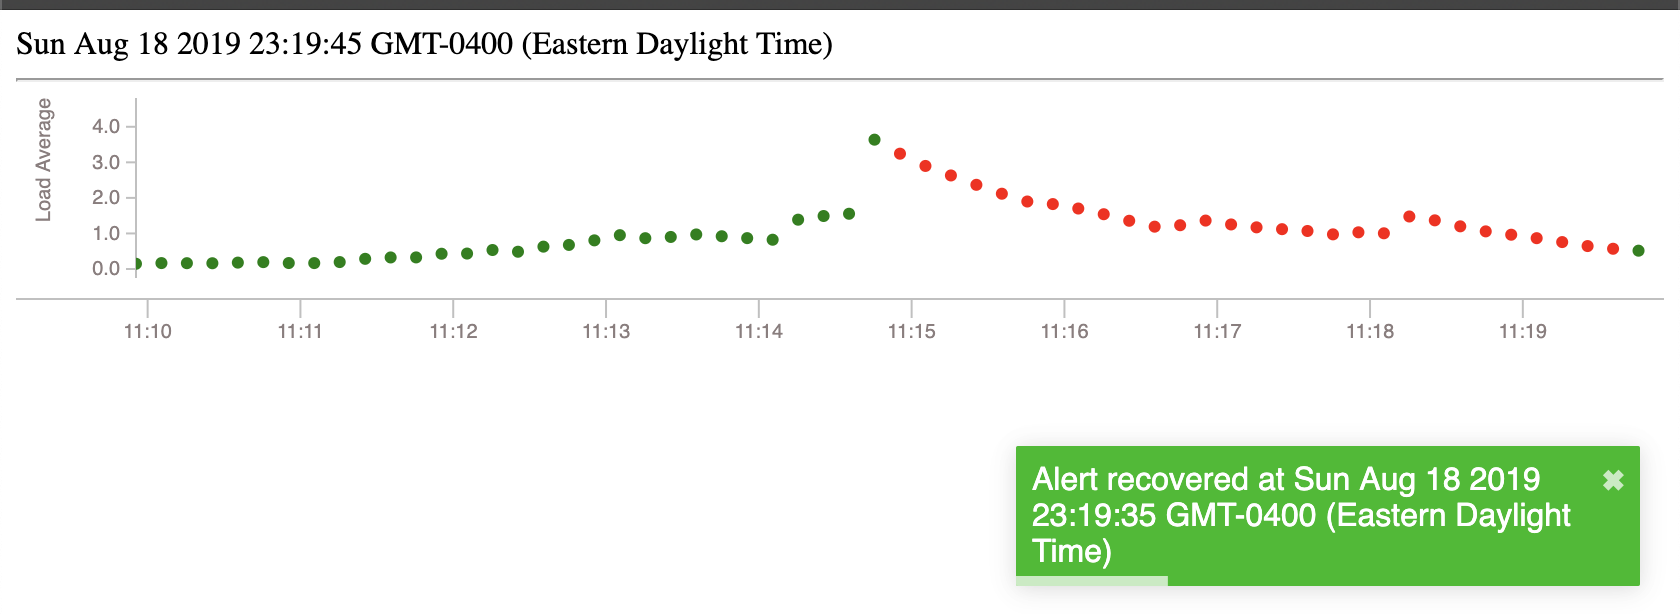 Sun Aug 18 2019 23:19:45 GMT-0400 (Eastern Daylight Time)
Load Average
4.0
3.0
2.0
1.0
0.0
11:10 11:11 11:12 11:13 11:14 11:15 11:16 11:17 11:18 11:19
Alert recovered at Sun Aug 18 2019
23:19:35 GMT-0400 (Eastern Daylight
Time)